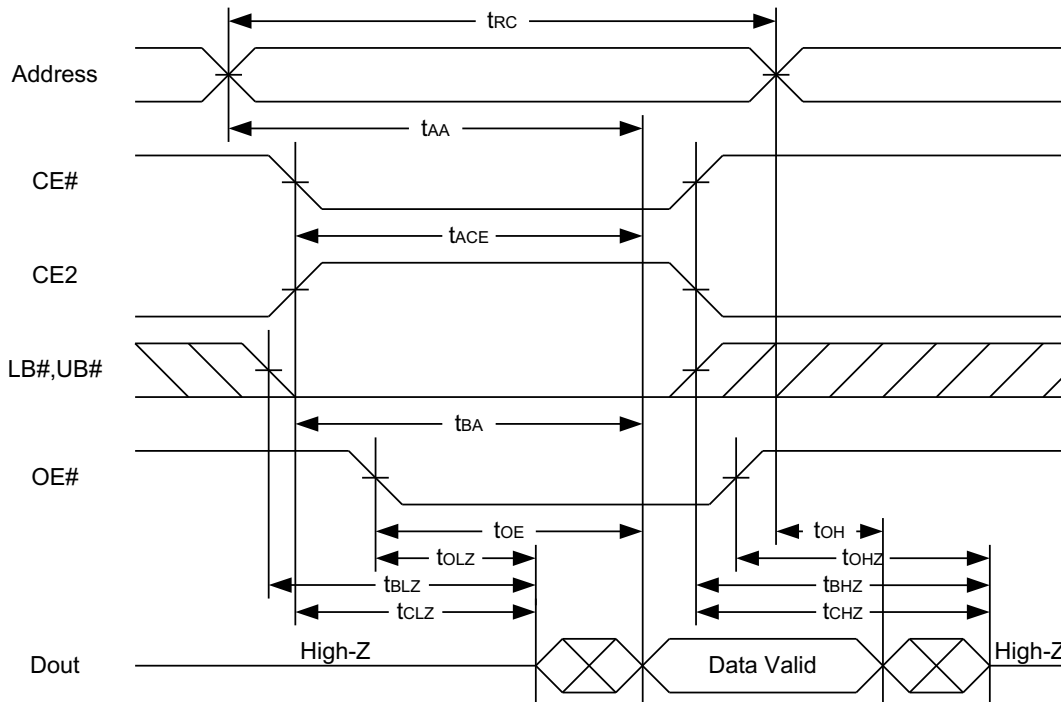 tRC
Address
tAA
CE#
tACE
CE2
LB#,UB#
tBA
OE#
tOE
tOH
tOLZ
tOHZ
tBLZ
tBHZ
tCLZ
tCHZ
Dout
High-Z
Data Valid
High-Z